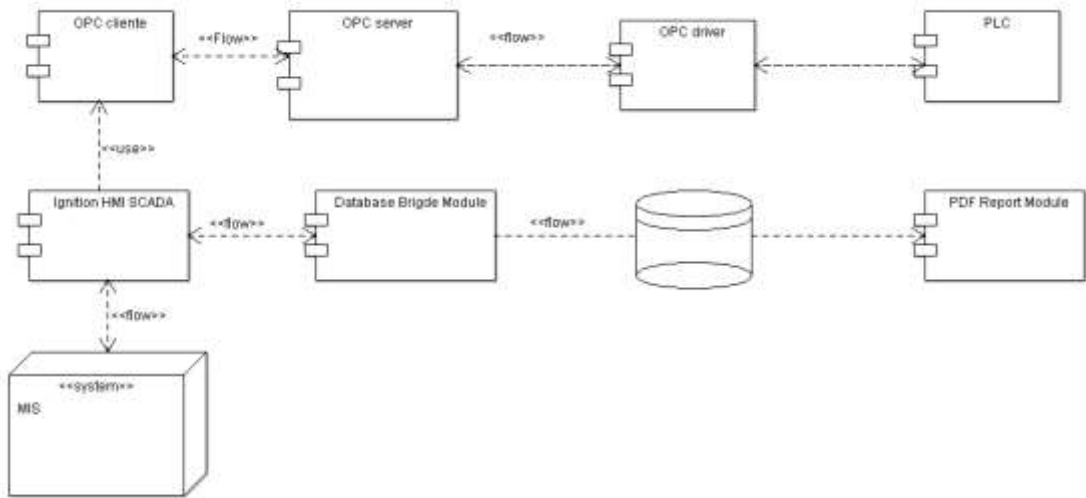 OPC cliente
<<Flow>>
OPC server
<<flow>>
OPC driver
PLC
<<use>>
Ignition HMI SCADA
<<flow>>
Database Brigde Module
<<flow>>
PDF Report Module
<<flow>>
<<system>>
MIS